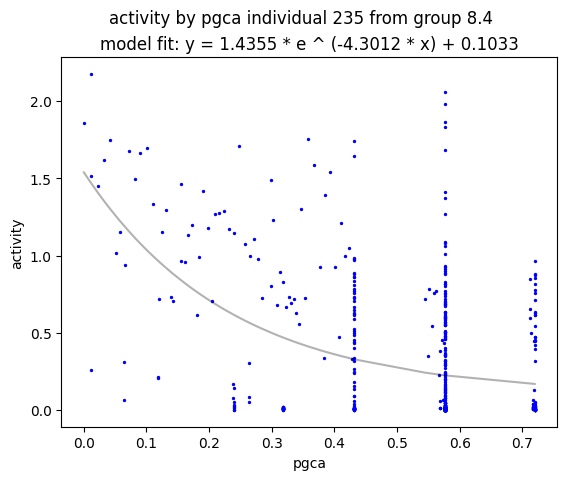 activity by pgca individual 235 from group 8.4
model fit: y = 1.4355 * e ^ (-4.3012 * x) + 0.1033
2.0
1.5
1.0
0.5
0.0
activity
0.0 0.1 0.2 0.3 0.4 0.5 0.6 0.7
pgca